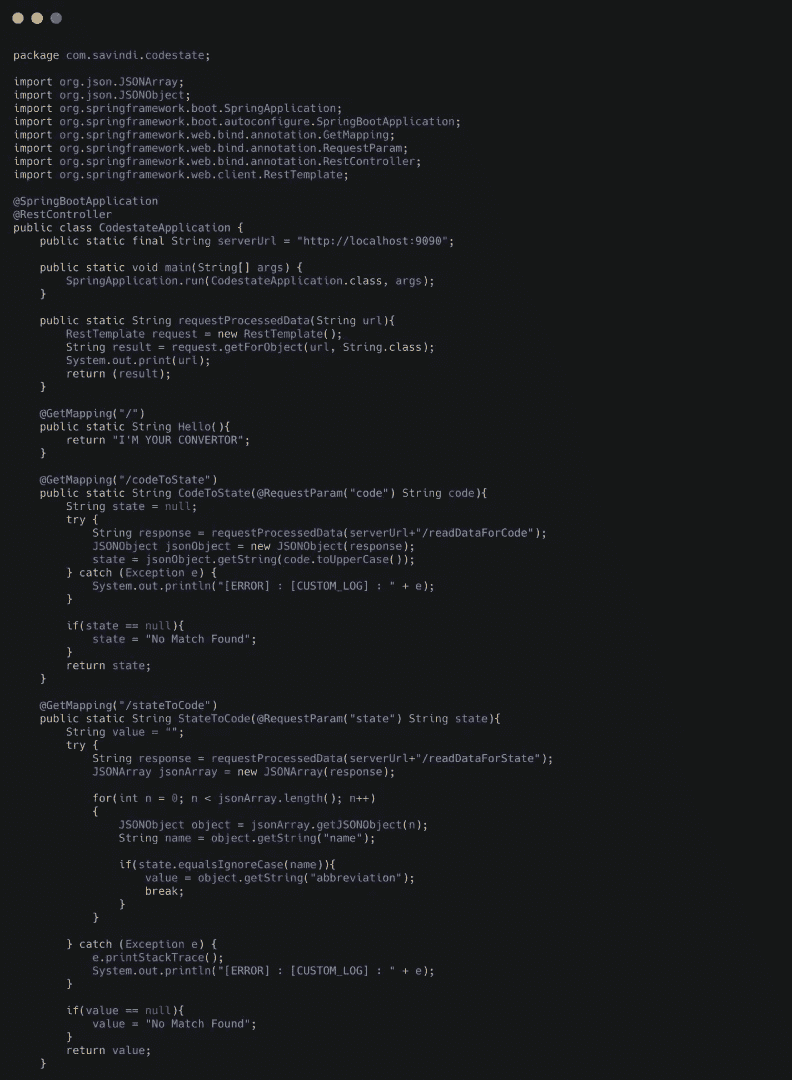 package com.savindi.codestate;

import org.json.JSONArray;
import org.json.JSONObject;
import org.springframework.boot.SpringApplication;
import org.springframework.boot.autoconfigure.SpringBootApplication;
import org.springframework.web.bind.annotation.GetMapping;
import org.springframework.web.bind.annotation.RequestParam;
import org.springframework.web.bind.annotation.RestController;
import org.springframework.web.client.RestTemplate;

@SpringBootApplication
@RestController
public class CodestateApplication {
    public static final String serverUrl = "http://localhost:9090";

    public static void main(String[] args) {
        SpringApplication.run(CodestateApplication.class, args);
    }

    public static String requestProcessedData(String url){
        RestTemplate request = new RestTemplate();
        String result = request.getForObject(url, String.class);
        System.out.print(url);
        return (result);
    }

    @GetMapping("/")
    public static String Hello(){
        return "I'M YOUR CONVERTOR";
    }

    @GetMapping("/codeToState")
    public static String CodeToState(@RequestParam("code") String code){
        String state = null;
        try {
            String response = requestProcessedData(serverUrl+"/readDataForCode");
            JSONObject jsonObject = new JSONObject(response);
            state = jsonObject.getString(code.toUpperCase());
        } catch (Exception e) {
            System.out.println("[ERROR] : [CUSTOM_LOG] : " + e);
        }

        if(state == null){
            state = "No Match Found";
        }
        return state;
    }

    @GetMapping("/stateToCode")
    public static String StateToCode(@RequestParam("state") String state){
        String value = "";
        try {
            String response = requestProcessedData(serverUrl+"/readDataForState");
            JSONArray jsonArray = new JSONArray(response);

            for(int n = 0; n < jsonArray.length(); n++)
            {
                JSONObject object = jsonArray.getJSONObject(n);
                String name = object.getString("name");

                if(state.equalsIgnoreCase(name)){
                    value = object.getString("abbreviation");
                    break;
                }
            }

        } catch (Exception e) {
            e.printStackTrace();
            System.out.println("[ERROR] : [CUSTOM_LOG] : " + e);
        }

        if(value == null){
            value = "No Match Found";
        }
        return value;
    }